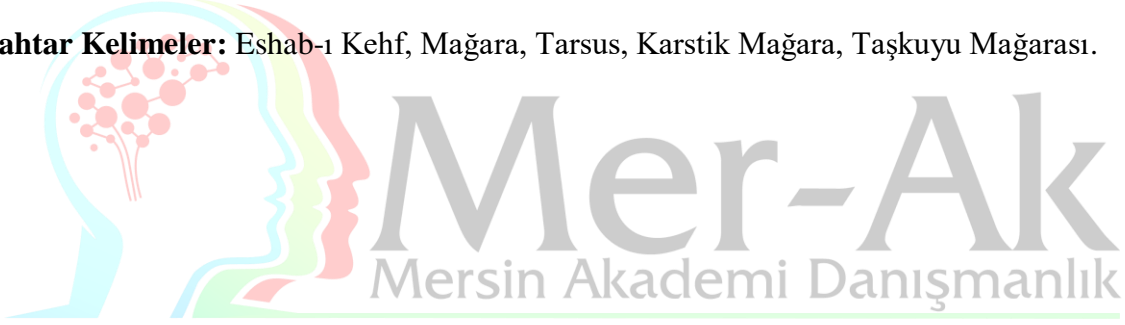 ahtar Kelimeler: Eshab-ı Kehf, Mağara, Tarsus, Karstik Mağara, Taşkuyu Mağarası.
Mer-Ak
Mersin Akademi Danışmanlık